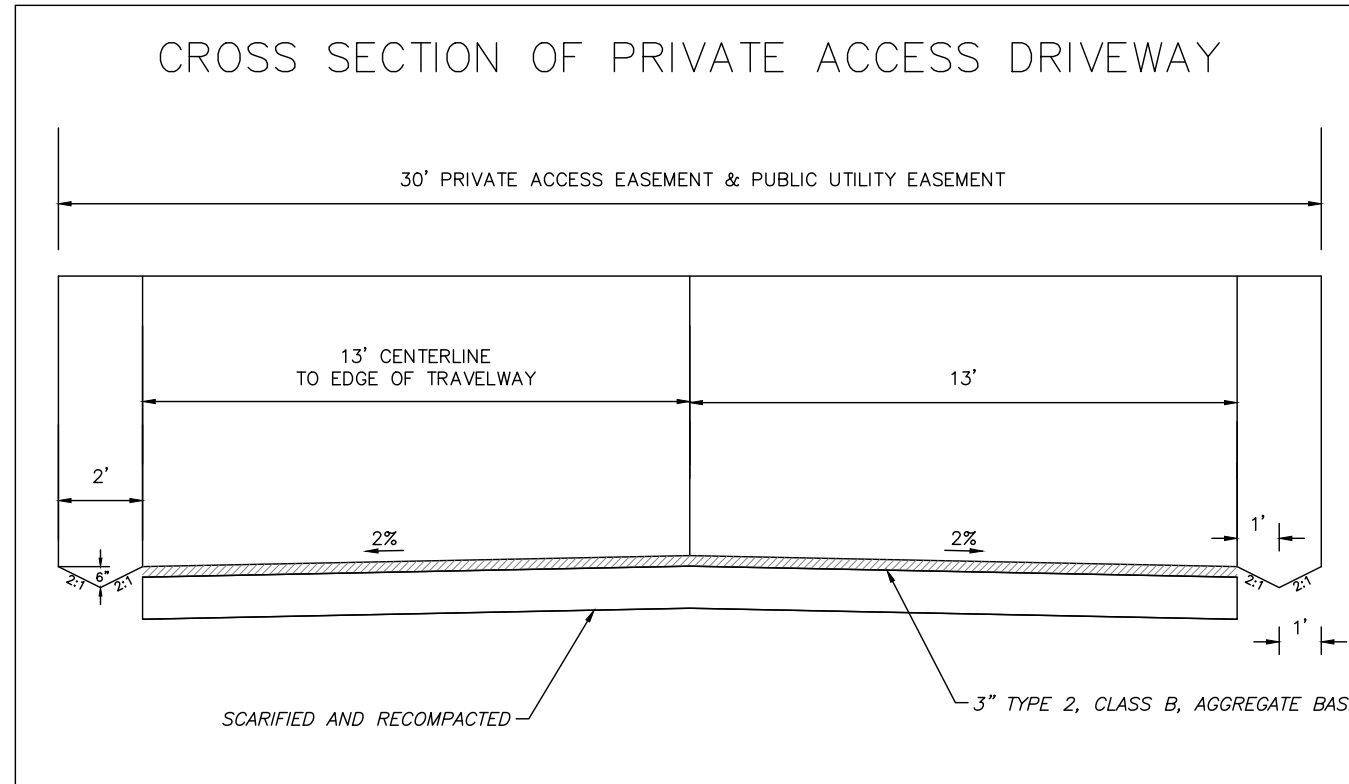 CROSS SECTION OF PRIVATE ACCESS DRIVEWAY
30' PRIVATE ACCESS EASEMENT & PUBLIC UTILITY EASEMENT
13' CENTERLINE
TO EDGE OF TRAVELWAY
13'
2'
1'
2%
2%
6"
2:1
2:1
2:1
2:1
1'
SCARIFIED AND RECOMPACTED
3" TYPE 2, CLASS B, AGGREGATE BAS